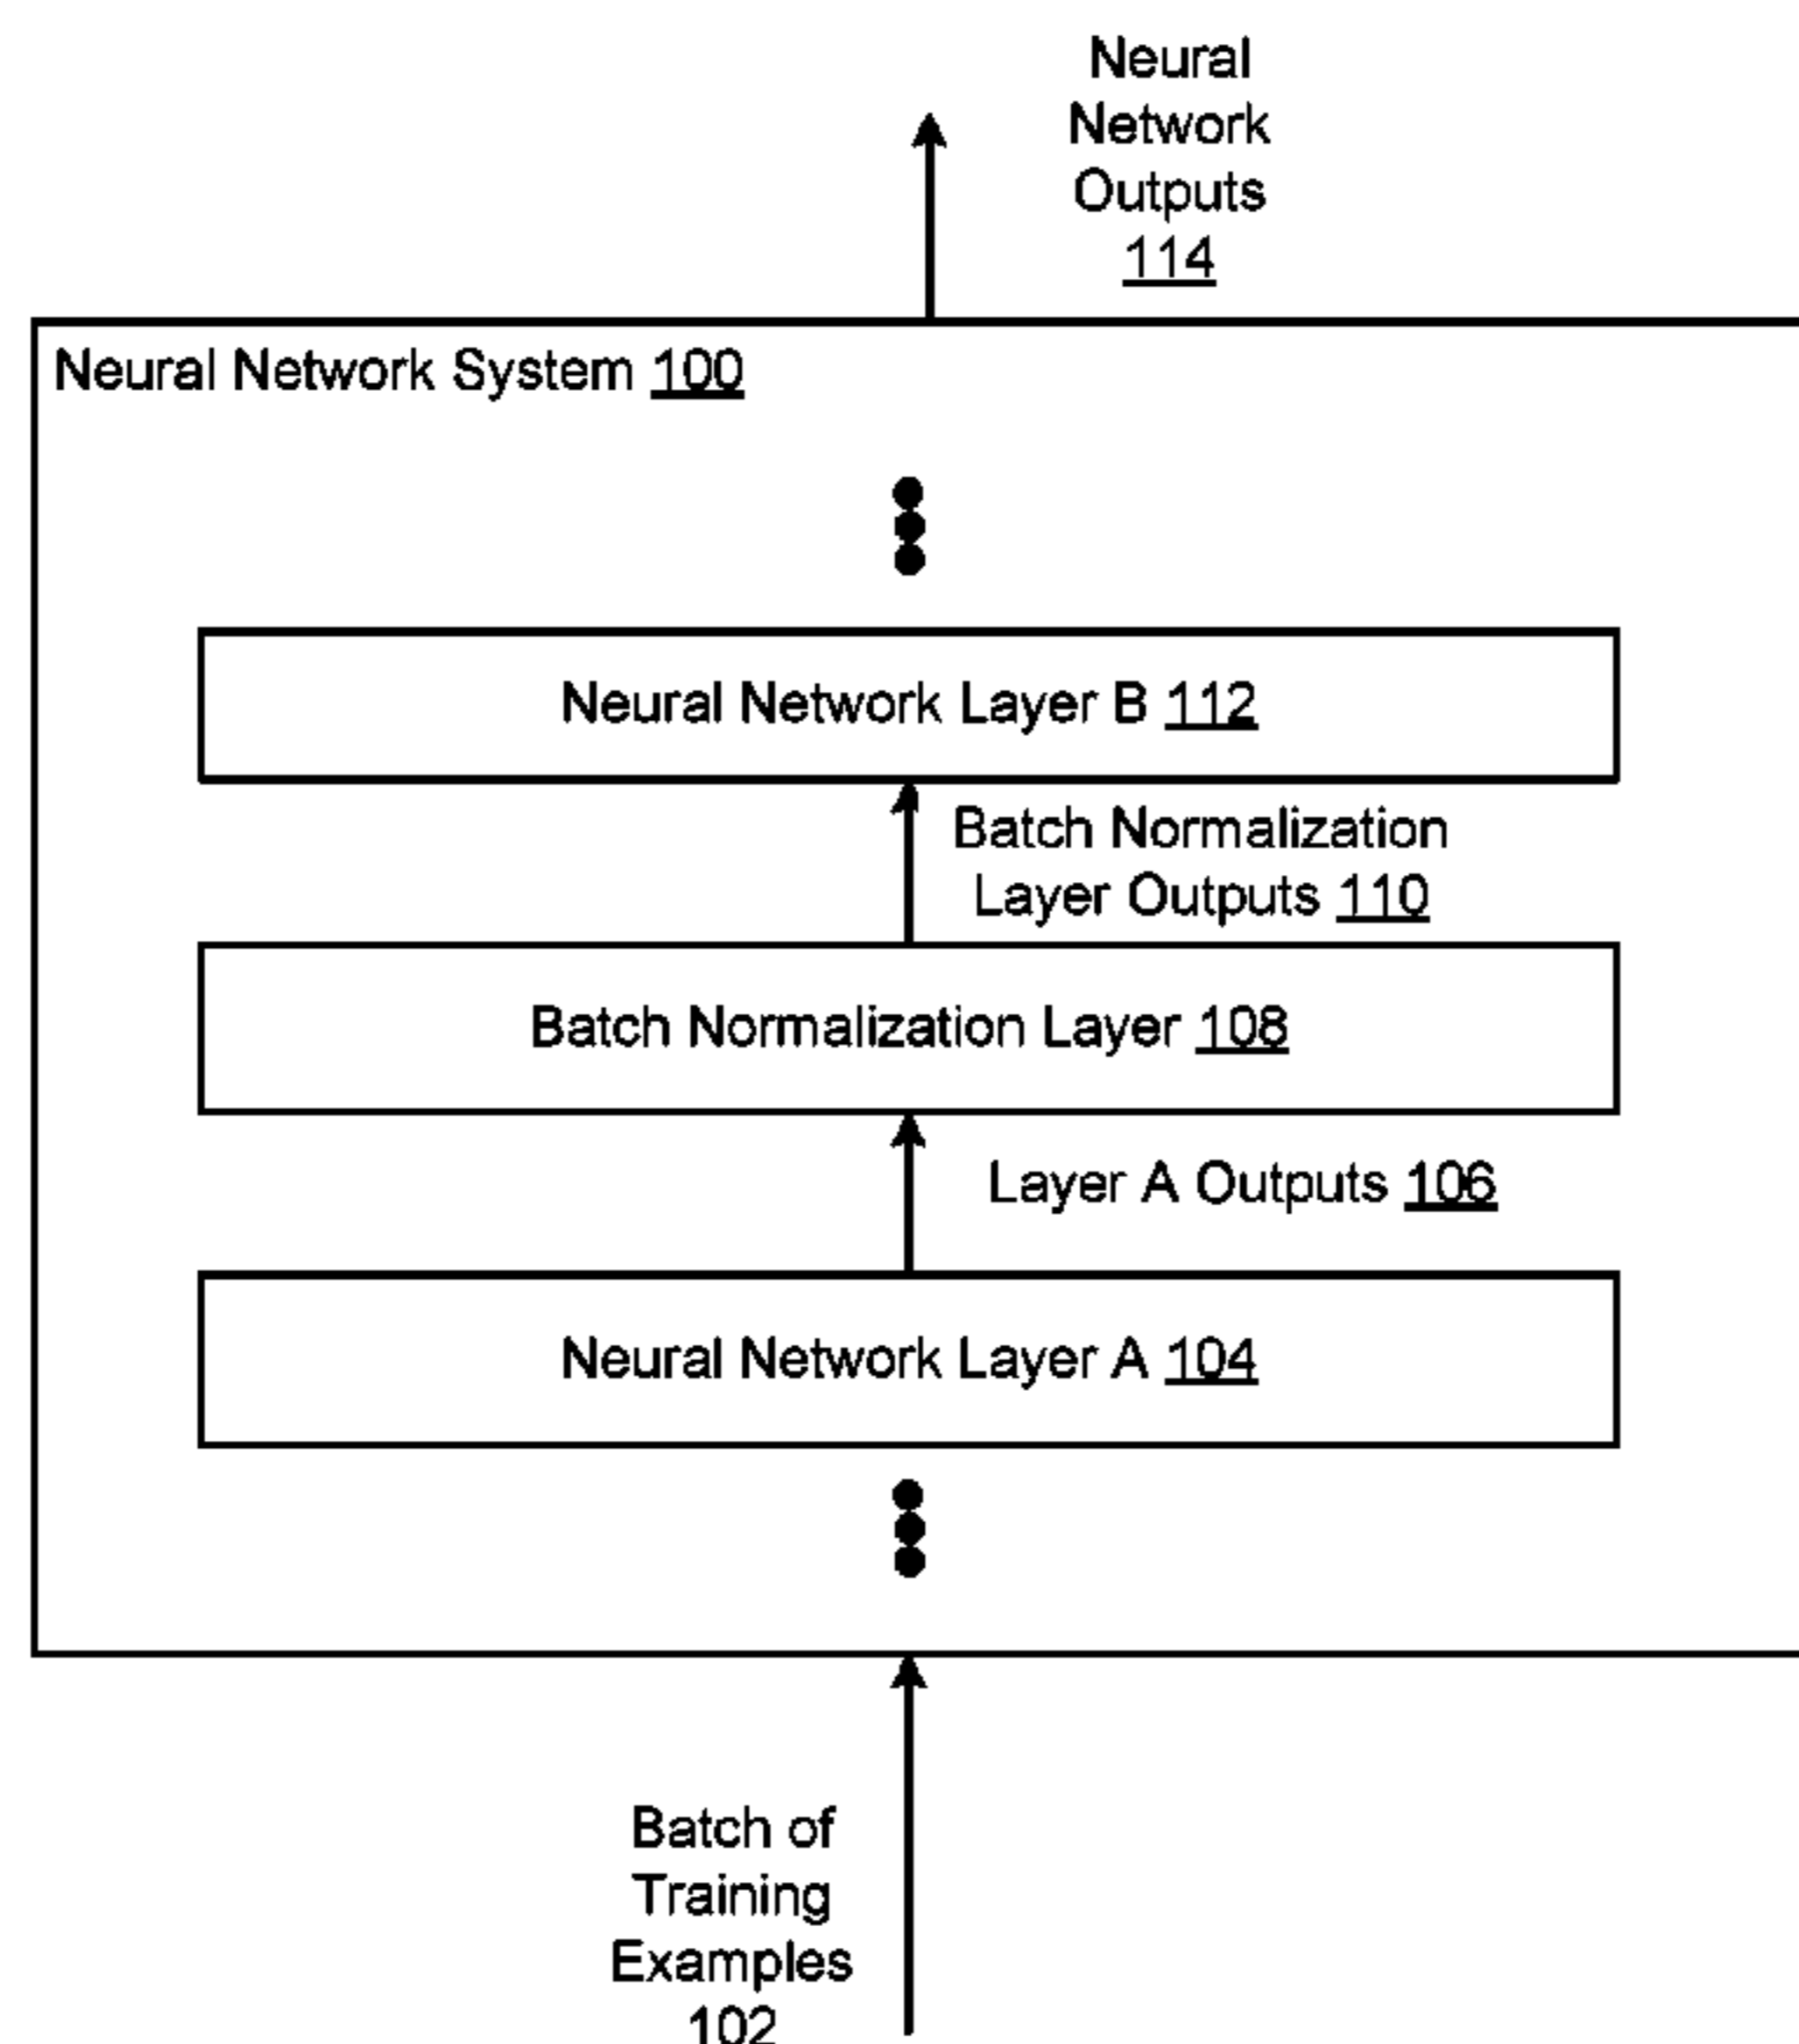 Neural
Network
Outputs
114
Neural Network System 100
Neural Network Layer B 112
Batch Normalization
Layer Outputs 110
Batch Normalization Layer 108
Layer A Outputs 106
Neural Network Layer A 104
Batch of
Training
Examples
102